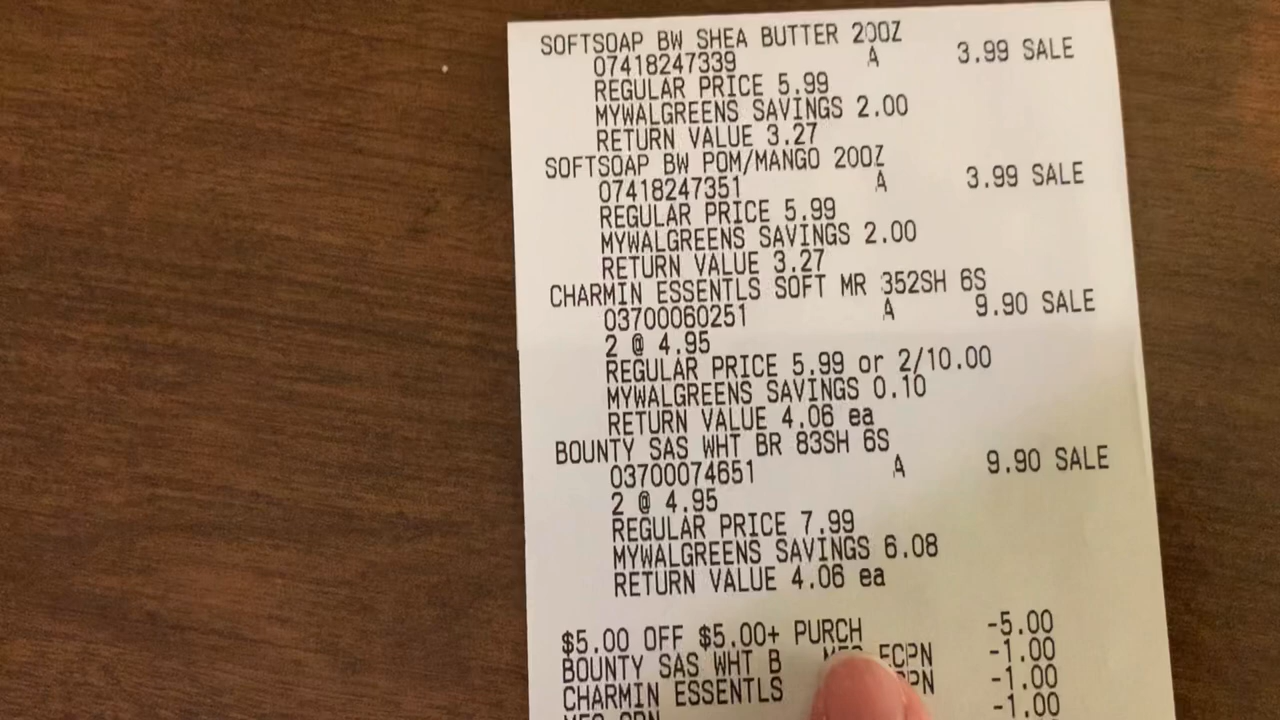 SOFTSOAP BW SHEA BUTTER 20OZ
07418247339 A 3.99 SALE
REGULAR PRICE 5.99
MYWALGREENS SAVINGS 2.00
RETURN VALUE 3.27
SOFTSOAP BW POM/MANGO 20OZ
07418247351 A 3.99 SALE
REGULAR PRICE 5.99
MYWALGREENS SAVINGS 2.00
RETURN VALUE 3.27
CHARMIN ESSENTLS SOFT MR 352SH 6S
03700060251 A 9.90 SALE
2 @ 4.95
REGULAR PRICE 5.99 or 2/10.00
MYWALGREENS SAVINGS 0.10
RETURN VALUE 4.06 ea
BOUNTY SAS WHT BR 83SH 6S
03700074651 A 9.90 SALE
2 @ 4.95
REGULAR PRICE 7.99
MYWALGREENS SAVINGS 6.08
RETURN VALUE 4.06 ea
$5.00 OFF $5.00+ PURCH -5.00
BOUNTY SAS WHT B ECPN -1.00
CHARMIN ESSENTLS -1.00
-1.00